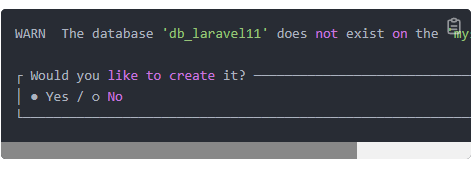 WARN  The database 'db_laravel11' does not exist on the
┌ Would you like to create it? ─
│ ● Yes / ○ No